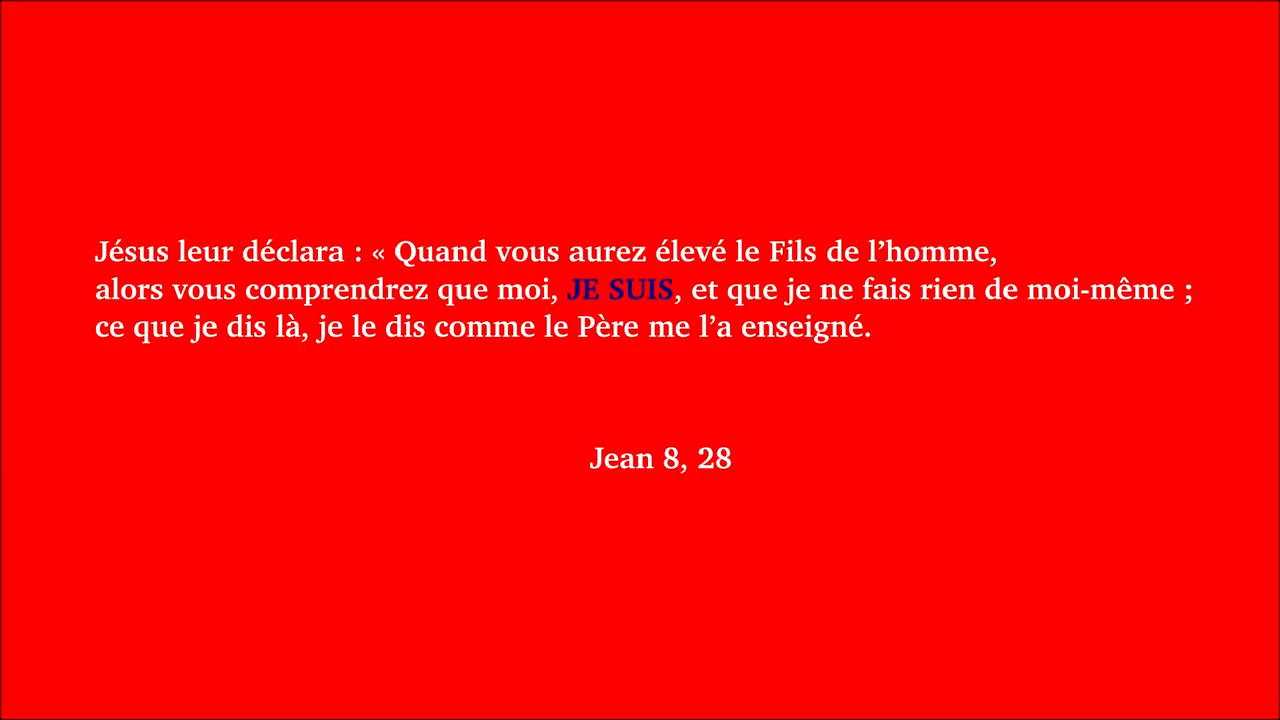 Jésus leur déclara : « Quand vous aurez élevé le Fils de l’homme,
alors vous comprendrez que moi, JE SUIS, et que je ne fais rien de moi-même ;
ce que je dis là, je le dis comme le Père me l’a enseigné.
Jean 8, 28